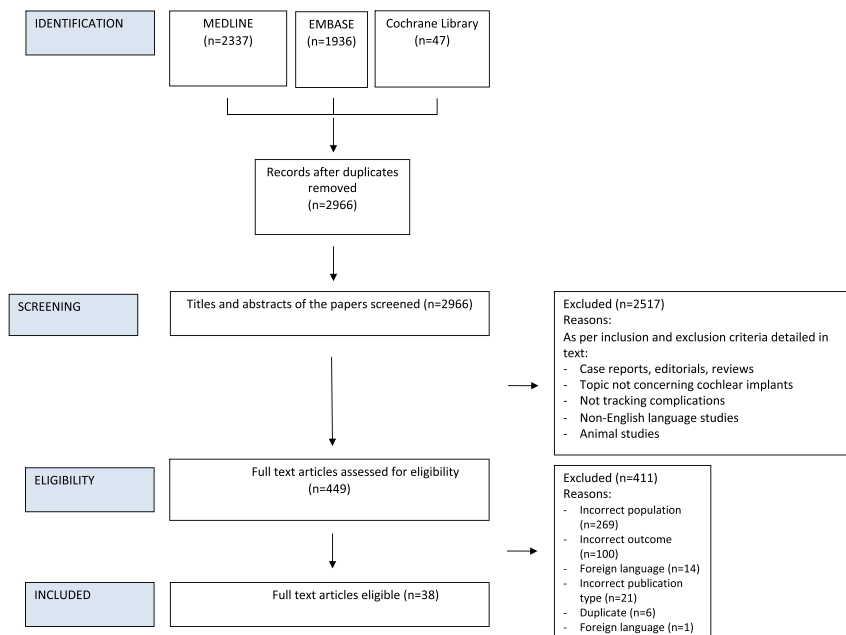 IDENTIFICATION
MEDLINE
(n=2337)
EMBASE
(n=1936)
Cochrane Library
(n=47)
Records after duplicates
removed
(n=2966)
SCREENING
Titles and abstracts of the papers screened (n=2966)
Excluded (n=2517)
Reasons:
As per inclusion and exclusion criteria detailed in
text:
- Case reports, editorials, reviews
- Topic not concerning cochlear implants
- Not tracking complications
- Non-English language studies
- Animal studies
ELIGIBILITY
Full text articles assessed for eligibility
(n=449)
Excluded (n=411)
Reasons:
- Incorrect population
(n=269)
- Incorrect outcome
(n=100)
- Foreign language (n=14)
- Incorrect publication
type (n=21)
- Duplicate (n=6)
- Foreign language (n=1)
INCLUDED
Full text articles eligible (n=38)